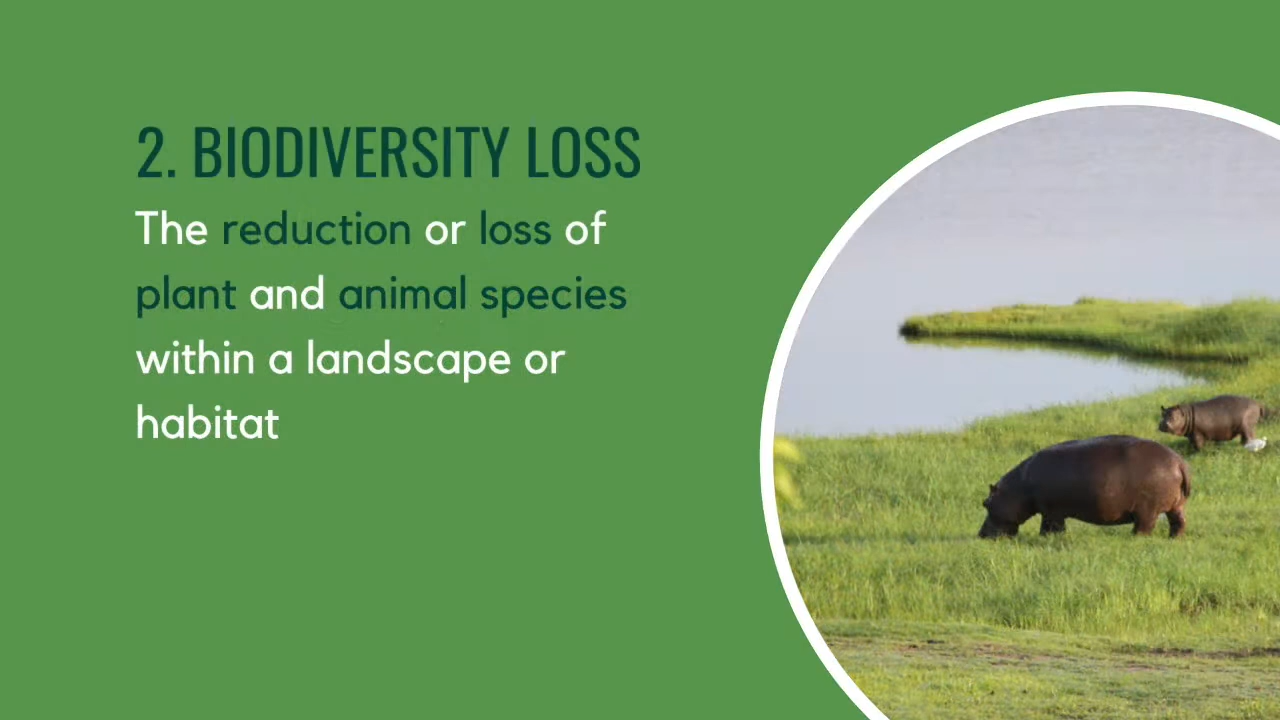 2. BIODIVERSITY LOSS
The reduction or loss of
plant and animal species
within a landscape or
habitat